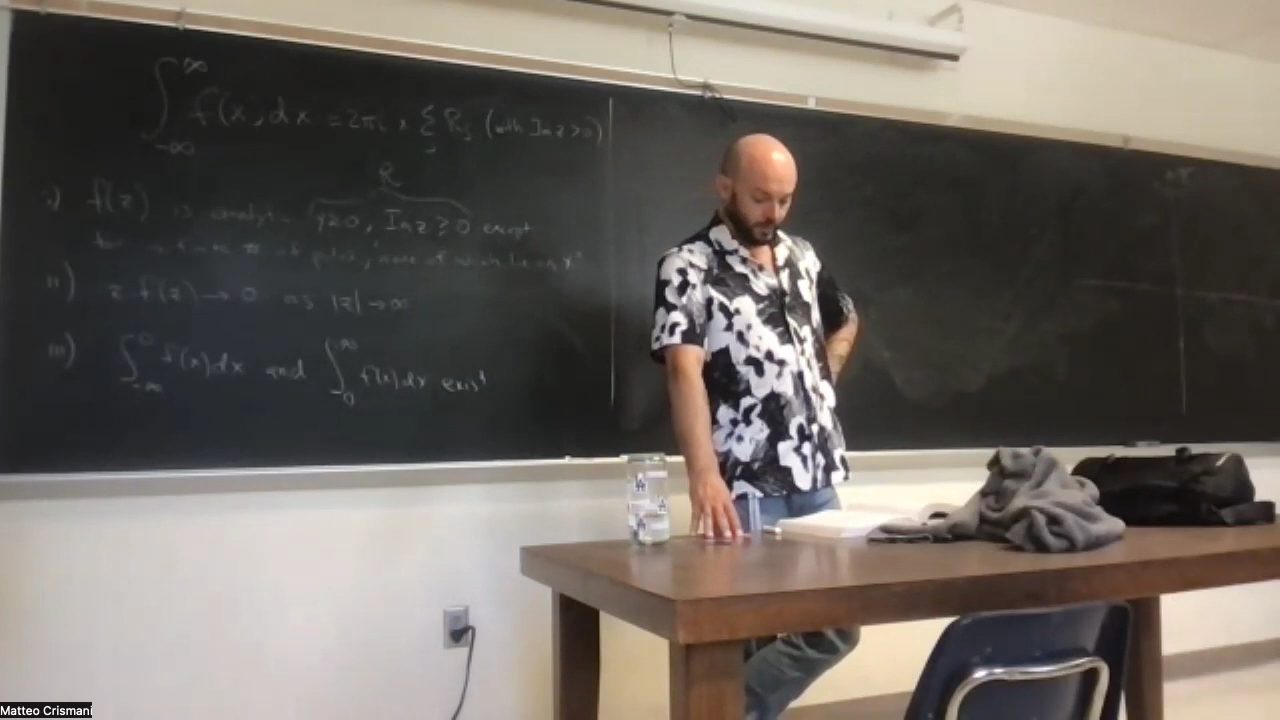 ∫_{-∞}^{∞} f(x) dx = 2πi × Σ_j R_j (with Im z > 0)
R
i) f(z) is analytic y ≥ 0, Im z ≥ 0 except
for a finite # of poles, none of which lie on x
ii) z f(z) → 0 as |z| → ∞
iii) ∫_{-∞}^{0} f(x) dx and ∫_{-0}^{∞} f(x) dx exist
Matteo Crismani